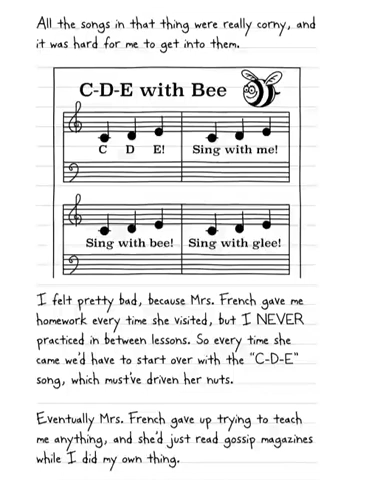 All the songs in that thing were really corny, and
it was hard for me to get into them.
C-D-E with Bee
C D E! Sing with me!
Sing with bee! Sing with glee!
I felt pretty bad, because Mrs. French gave me
homework every time she visited, but I NEVER
practiced in between lessons. So every time she
came we'd have to start over with the "C-D-E"
song, which must've driven her nuts.
Eventually Mrs. French gave up trying to teach
me anything, and she'd just read gossip magazines
while I did my own thing.